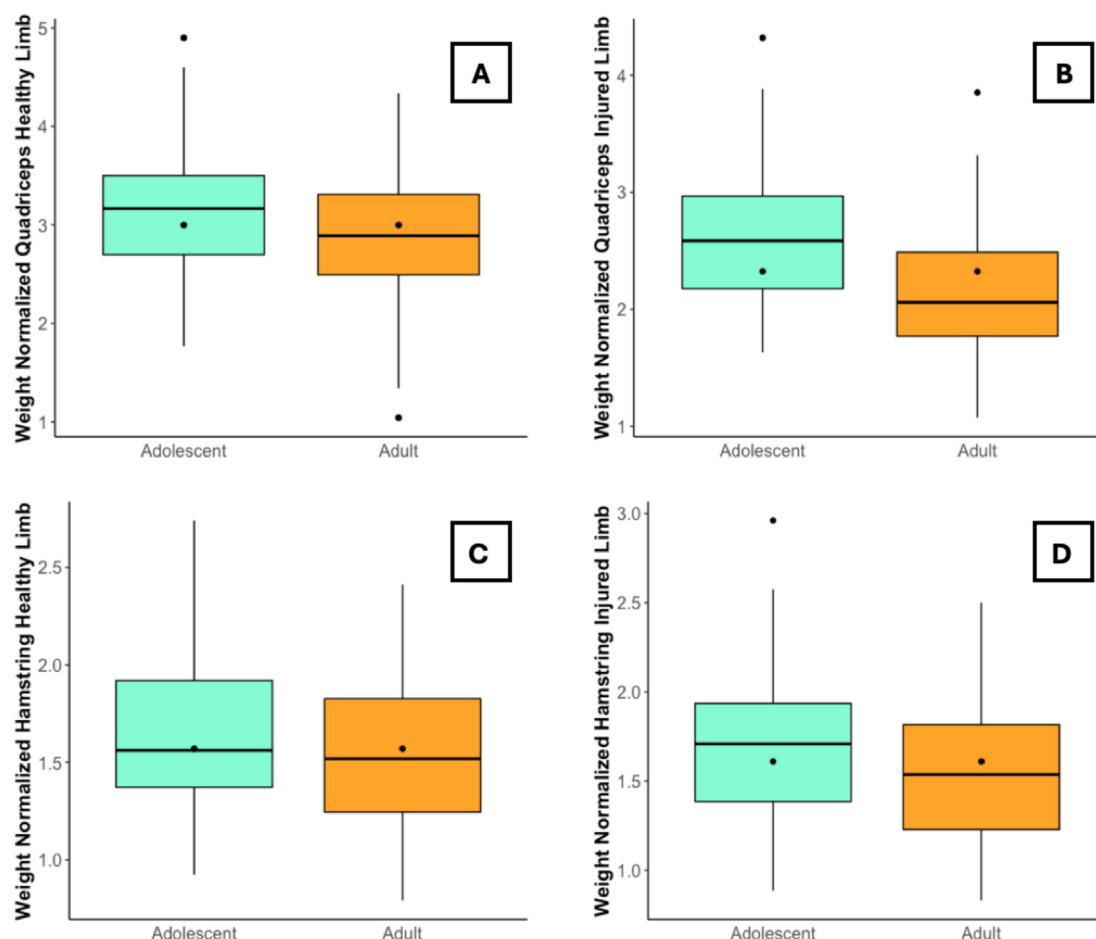 Weight Normalized Quadriceps Healthy Limb
5
4
3
2
1
A
Adolescent
Adult
Weight Normalized Quadriceps Injured Limb
4
3
2
1
B
Adolescent
Adult
Weight Normalized Hamstring Healthy Limb
2.5
2.0
1.5
1.0
C
Adolescent
Adult
Weight Normalized Hamstring Injured Limb
3.0
2.5
2.0
1.5
1.0
D
Adolescent
Adult